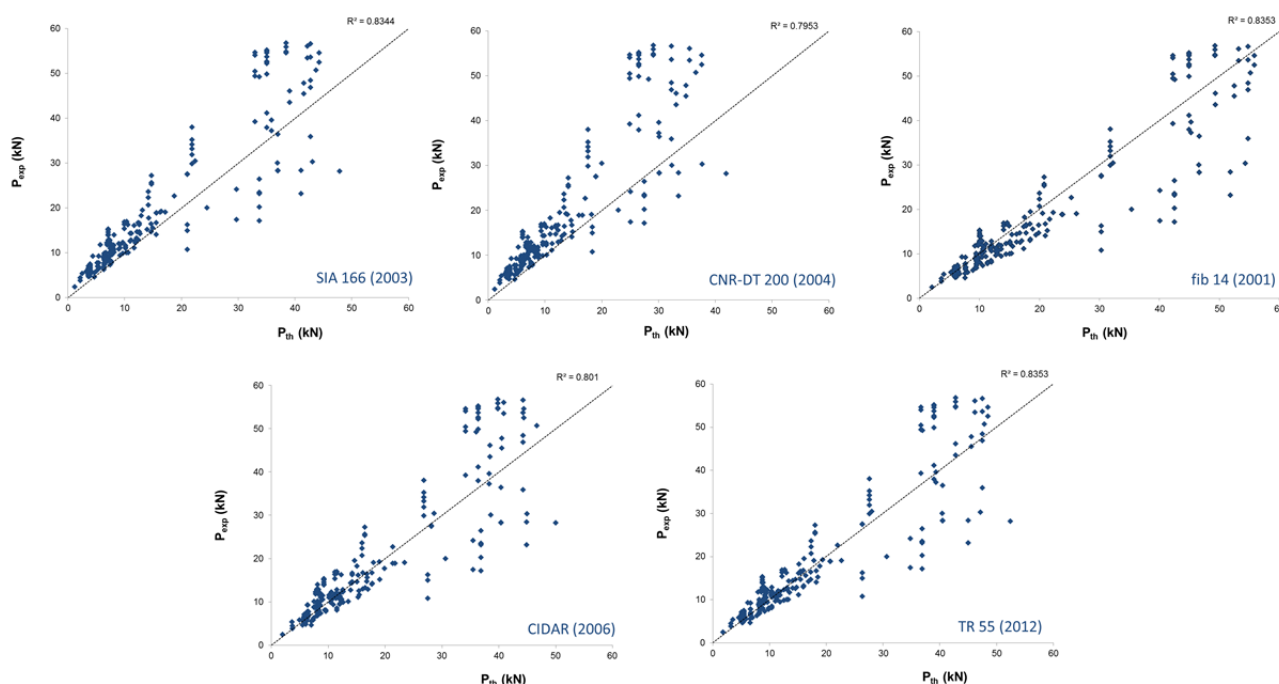 R² = 0.8344
60
50
40
30
20
10
0
0 10 20 30 40 50 60
P_exp (kN)
P_th (kN)
SIA 166 (2003)
R² = 0.7953
60
50
40
30
20
10
0
0 10 20 30 40 50 60
P_exp (kN)
P_th (kN)
CNR-DT 200 (2004)
R² = 0.8353
60
50
40
30
20
10
0
0 10 20 30 40 50 60
P_exp (kN)
P_th (kN)
fib 14 (2001)
R² = 0.801
60
50
40
30
20
10
0
0 10 20 30 40 50 60
P_exp (kN)
P_th (kN)
CIDAR (2006)
R² = 0.8353
60
50
40
30
20
10
0
0 10 20 30 40 50 60
P_exp (kN)
P_th (kN)
TR 55 (2012)